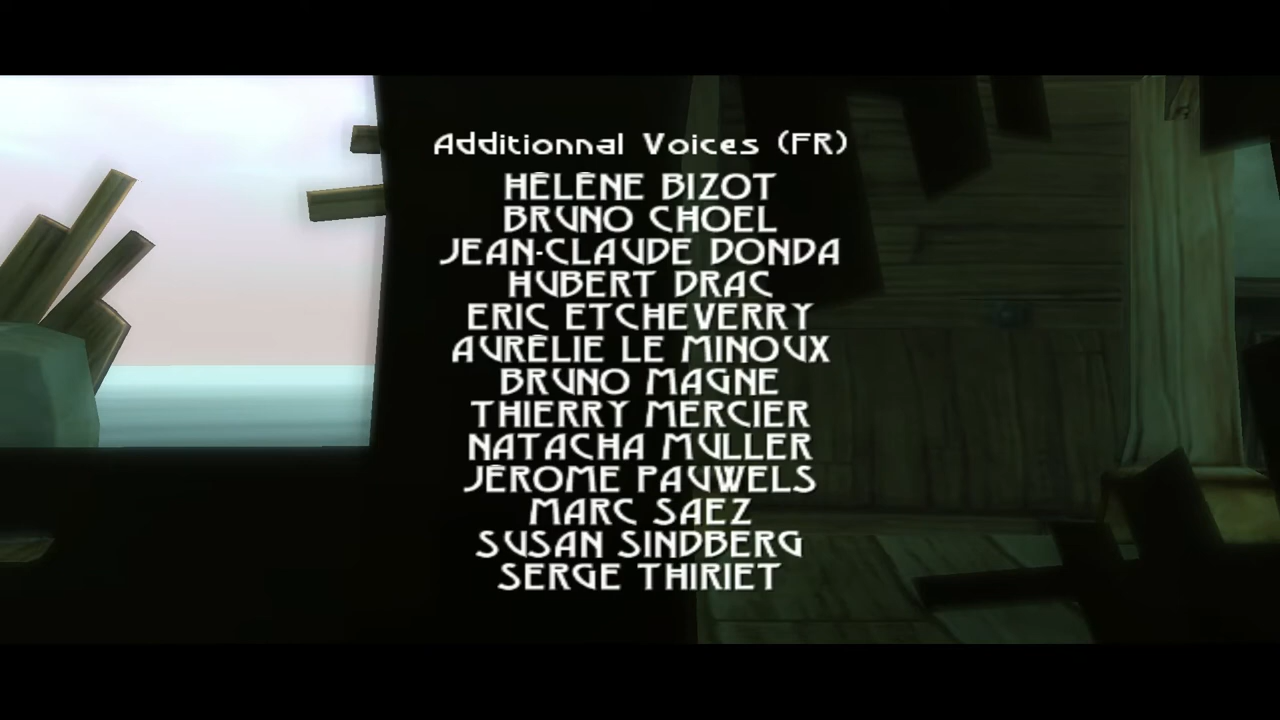 Additionnal Voices (FR)
HÉLÈNE BIZOT
BRUNO CHOEL
JEAN-CLAUDE DONDA
HUBERT DRAC
ERIC ETCHEVERRY
AURÉLIE LE MINOUX
BRUNO MAGNE
THIERRY MERCIER
NATACHA MULLER
JÉROME PAUWELS
MARC SAEZ
SUSAN SINDBERG
SERGE THIRIET